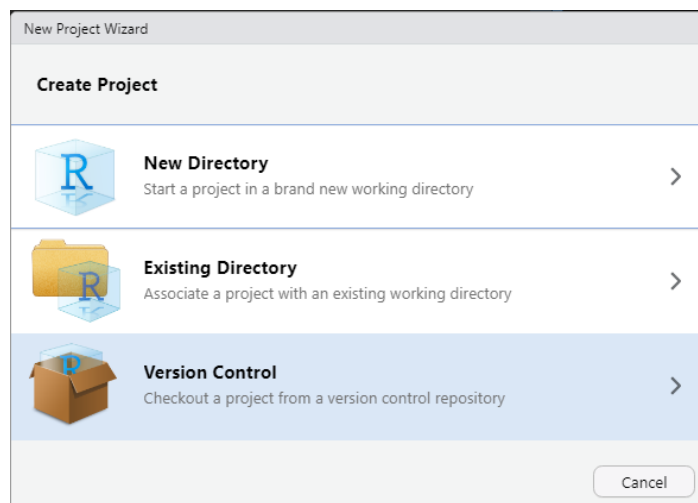 New Project Wizard
Create Project
R
New Directory
Start a project in a brand new working directory
R
Existing Directory
Associate a project with an existing working directory
R
Version Control
Checkout a project from a version control repository
Cancel